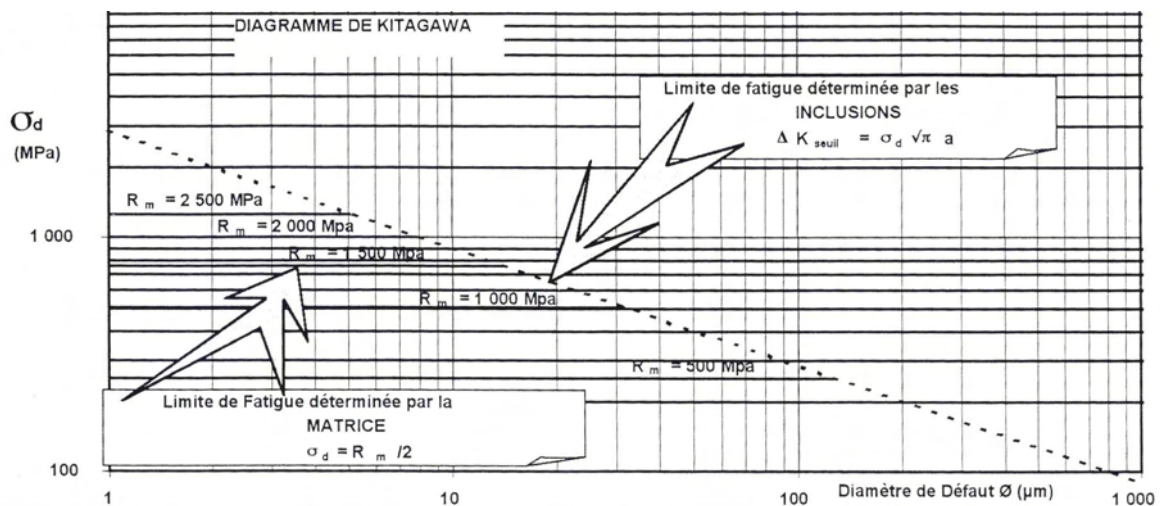 DIAGRAMME DE KITAGAWA
Limite de fatigue déterminée par les
INCLUSIONS
Δ K seuil = σd √π a
σd
(MPa)
R m = 2 500 MPa
R m = 2 000 Mpa
1 000
R m = 1 500 Mpa
R m = 1 000 Mpa
R m = 500 Mpa
Limite de Fatigue déterminée par la
MATRICE
σ d = R m /2
100
1
10
100
Diamètre de Défaut Ø (µm)
1 000